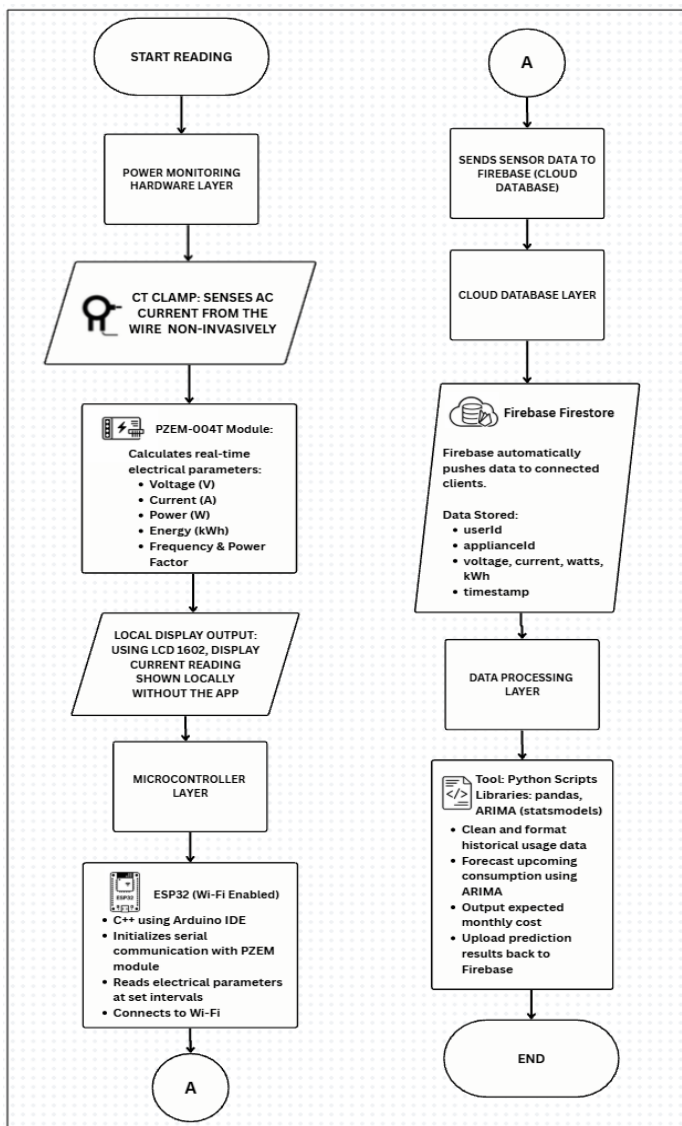 START READING
POWER MONITORING
HARDWARE LAYER
CT CLAMP: SENSES AC
CURRENT FROM THE
WIRE NON-INVASIVELY
PZEM-004T Module:
Calculates real-time
electrical parameters:
• Voltage (V)
• Current (A)
• Power (W)
• Energy (kWh)
• Frequency & Power
Factor
LOCAL DISPLAY OUTPUT:
USING LCD 1602, DISPLAY
CURRENT READING
SHOWN LOCALLY
WITHOUT THE APP
MICROCONTROLLER
LAYER
ESP32
ESP32 (Wi-Fi Enabled)
• C++ using Arduino IDE
• Initializes serial
communication with PZEM
module
• Reads electrical parameters
at set intervals
• Connects to Wi-Fi
A
A
SENDS SENSOR DATA TO
FIREBASE (CLOUD
DATABASE)
CLOUD DATABASE LAYER
Firebase Firestore
Firebase automatically
pushes data to connected
clients.
Data Stored:
• userId
• applianceId
• voltage, current, watts,
kWh
• timestamp
DATA PROCESSING
LAYER
</>
Tool: Python Scripts
Libraries: pandas,
ARIMA (statsmodels)
• Clean and format
historical usage data
• Forecast upcoming
consumption using
ARIMA
• Output expected
monthly cost
• Upload prediction
results back to
Firebase
END